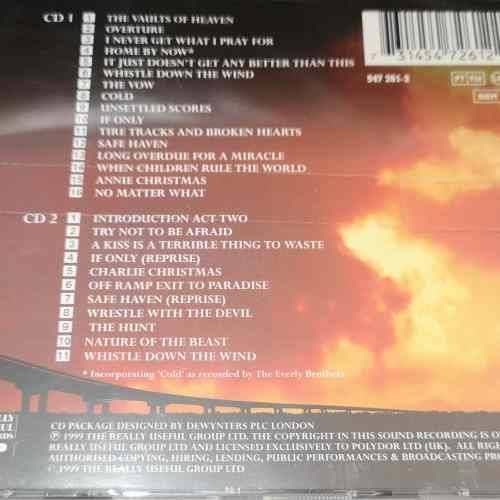 CD 1 1 THE VAULTS OF HEAVEN
2 OVERTURE
3 I NEVER GET WHAT I PRAY FOR
4 HOME BY NOW*
5 IT JUST DOESN'T GET ANY BETTER THAN THIS
6 WHISTLE DOWN THE WIND
7 THE VOW
8 COLD
9 UNSETTLED SCORES
10 IF ONLY
11 TIRE TRACKS AND BROKEN HEARTS
12 SAFE HAVEN
13 LONG OVERDUE FOR A MIRACLE
14 WHEN CHILDREN RULE THE WORLD
15 ANNIE CHRISTMAS
16 NO MATTER WHAT
7 31454 7261
547 261-2
CD 2 1 INTRODUCTION ACT TWO
2 TRY NOT TO BE AFRAID
3 A KISS IS A TERRIBLE THING TO WASTE
4 IF ONLY (REPRISE)
5 CHARLIE CHRISTMAS
6 OFF RAMP EXIT TO PARADISE
7 SAFE HAVEN (REPRISE)
8 WRESTLE WITH THE DEVIL
9 THE HUNT
10 NATURE OF THE BEAST
11 WHISTLE DOWN THE WIND
* Incorporating 'Cold' as recorded by The Everly Brothers
CD PACKAGE DESIGNED BY DEWYNTERS PLC LONDON
℗ 1999 THE REALLY USEFUL GROUP LTD. THE COPYRIGHT IN THIS SOUND RECORDING IS O
REALLY USEFUL GROUP LTD AND LICENSED EXCLUSIVELY TO POLYDOR LTD (UK). ALL RIG
AUTHORISED COPYING, HIRING, LENDING, PUBLIC PERFORMANCES & BROADCASTING PRO
© 1999 THE REALLY USEFUL GROUP LTD